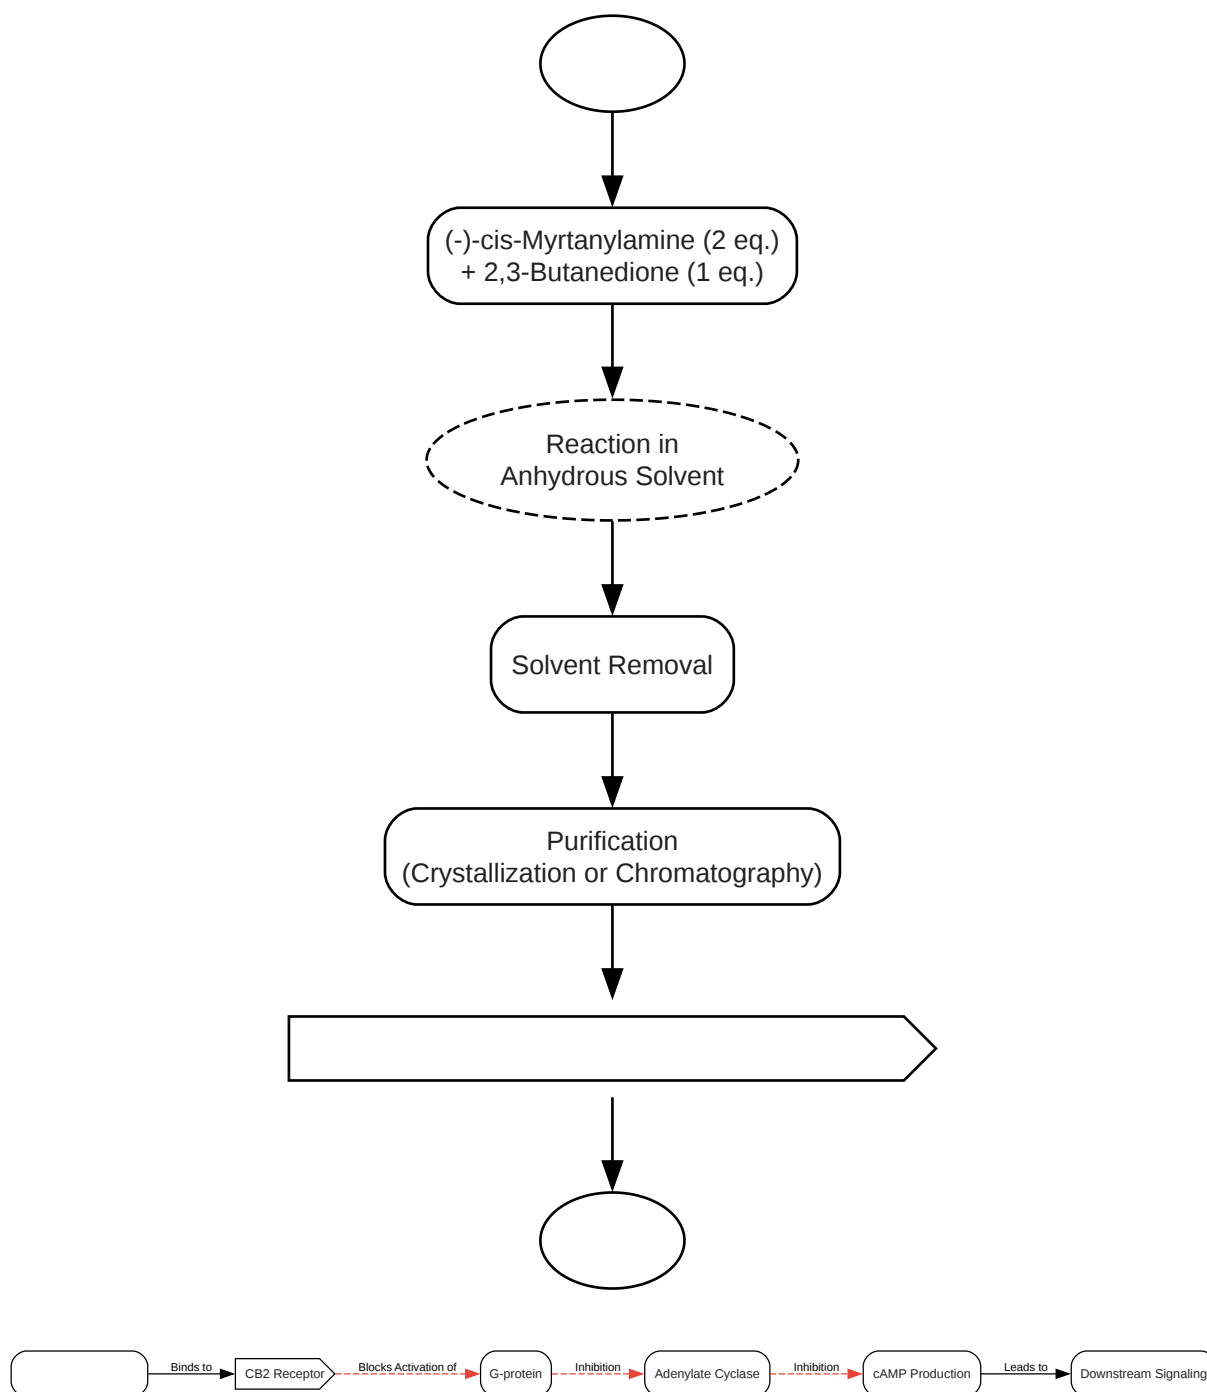 (-)-cis-Myrtanylamine (2 eq.)
+ 2,3-Butanedione (1 eq.)
Reaction in
Anhydrous Solvent
Solvent Removal
Purification
(Crystallization or Chromatography)
Binds to
CB2 Receptor
Blocks Activation of
G-protein
Inhibition
Adenylate Cyclase
Inhibition
cAMP Production
Leads to
Downstream Signaling